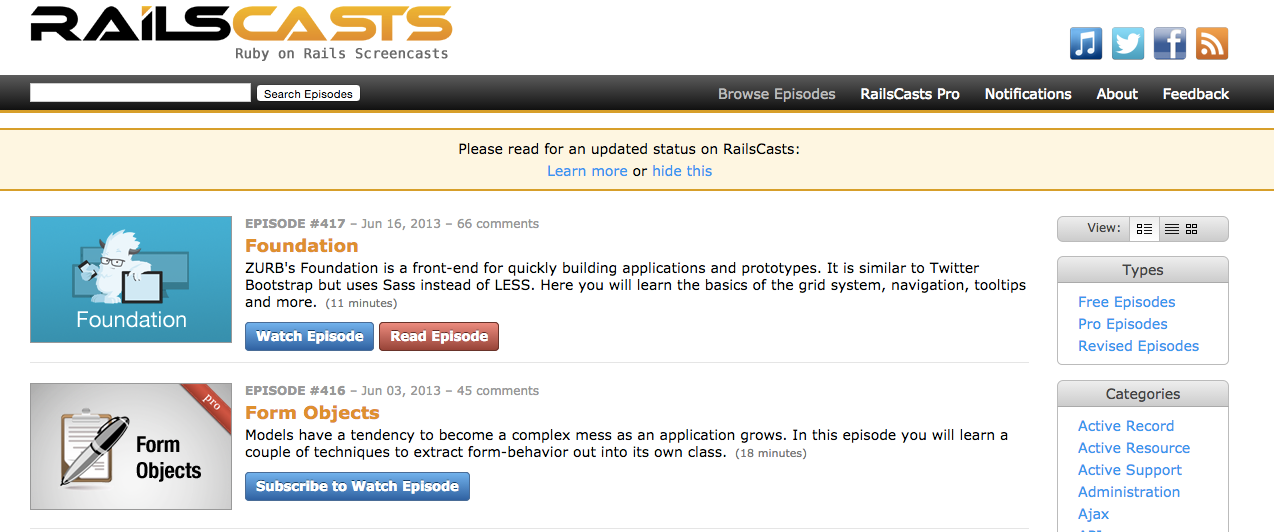 RAILSCASTS
Ruby on Rails Screencasts
Search Episodes
Browse Episodes RailsCasts Pro Notifications About Feedback
Please read for an updated status on RailsCasts:
Learn more or hide this
Foundation
EPISODE #417 – Jun 16, 2013 – 66 comments
Foundation
ZURB's Foundation is a front-end for quickly building applications and prototypes. It is similar to Twitter
Bootstrap but uses Sass instead of LESS. Here you will learn the basics of the grid system, navigation, tooltips
and more. (11 minutes)
Watch Episode Read Episode
pro
Form
Objects
EPISODE #416 – Jun 03, 2013 – 45 comments
Form Objects
Models have a tendency to become a complex mess as an application grows. In this episode you will learn a
couple of techniques to extract form-behavior out into its own class. (18 minutes)
Subscribe to Watch Episode
View:
Types
Free Episodes
Pro Episodes
Revised Episodes
Categories
Active Record
Active Resource
Active Support
Administration
Ajax